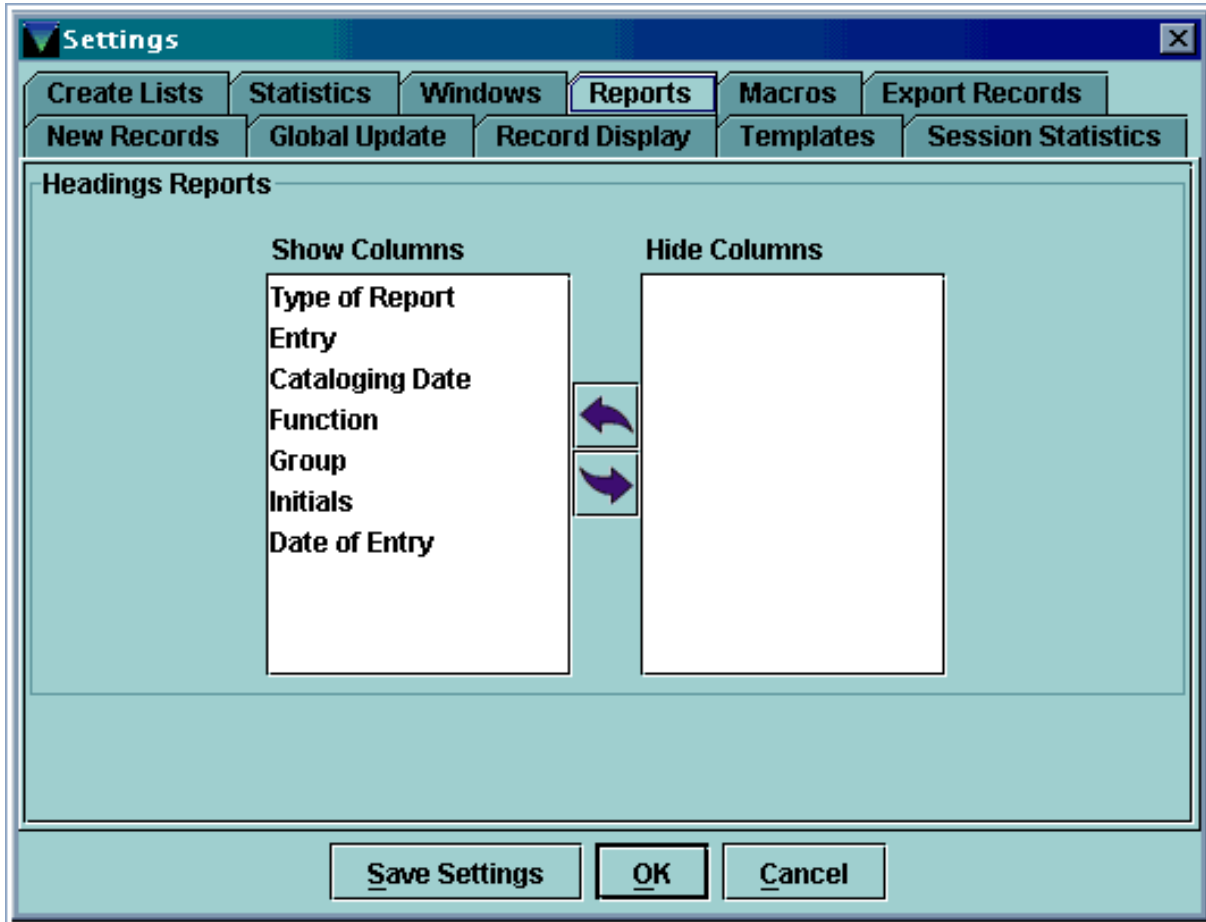 Settings
Create Lists Statistics Windows Reports Macros Export Records
New Records Global Update Record Display Templates Session Statistics
Headings Reports
Show Columns Hide Columns
Type of Report
Entry
Cataloging Date
Function
Group
Initials
Date of Entry
Save Settings OK Cancel